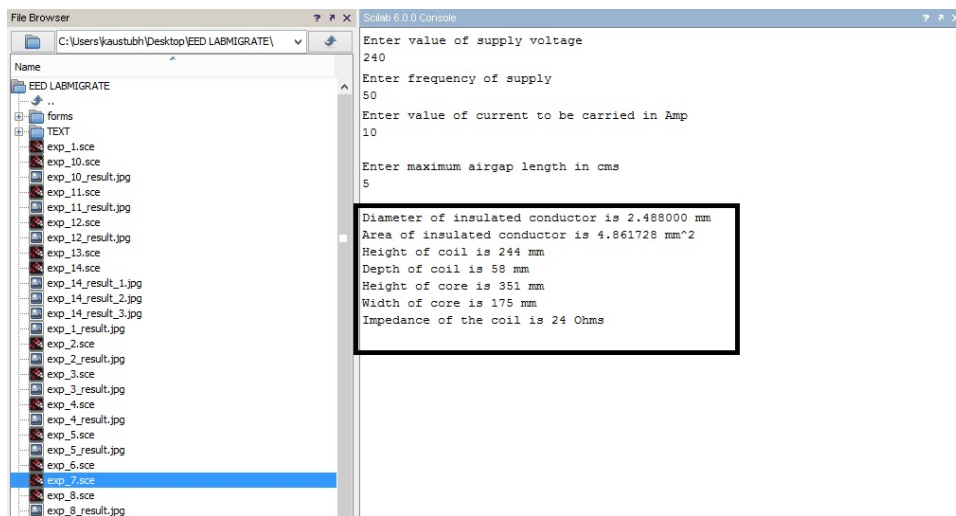 File Browser
C:\Users\kaustubh\Desktop\EED LABMIGRATE\
Name
EED LABMIGRATE
..
forms
TEXT
exp_1.sce
exp_10.sce
exp_10_result.jpg
exp_11.sce
exp_11_result.jpg
exp_12.sce
exp_12_result.jpg
exp_13.sce
exp_14.sce
exp_14_result_1.jpg
exp_14_result_2.jpg
exp_14_result_3.jpg
exp_1_result.jpg
exp_2.sce
exp_2_result.jpg
exp_3.sce
exp_3_result.jpg
exp_4.sce
exp_4_result.jpg
exp_5.sce
exp_5_result.jpg
exp_6.sce
exp_7.sce
exp_8.sce
exp_8_result.jpg
Scilab 6.0.0 Console
Enter value of supply voltage
240
Enter frequency of supply
50
Enter value of current to be carried in Amp
10
Enter maximum airgap length in cms
5
Diameter of insulated conductor is 2.488000 mm
Area of insulated conductor is 4.861728 mm^2
Height of coil is 244 mm
Depth of coil is 58 mm
Height of core is 351 mm
Width of core is 175 mm
Impedance of the coil is 24 Ohms